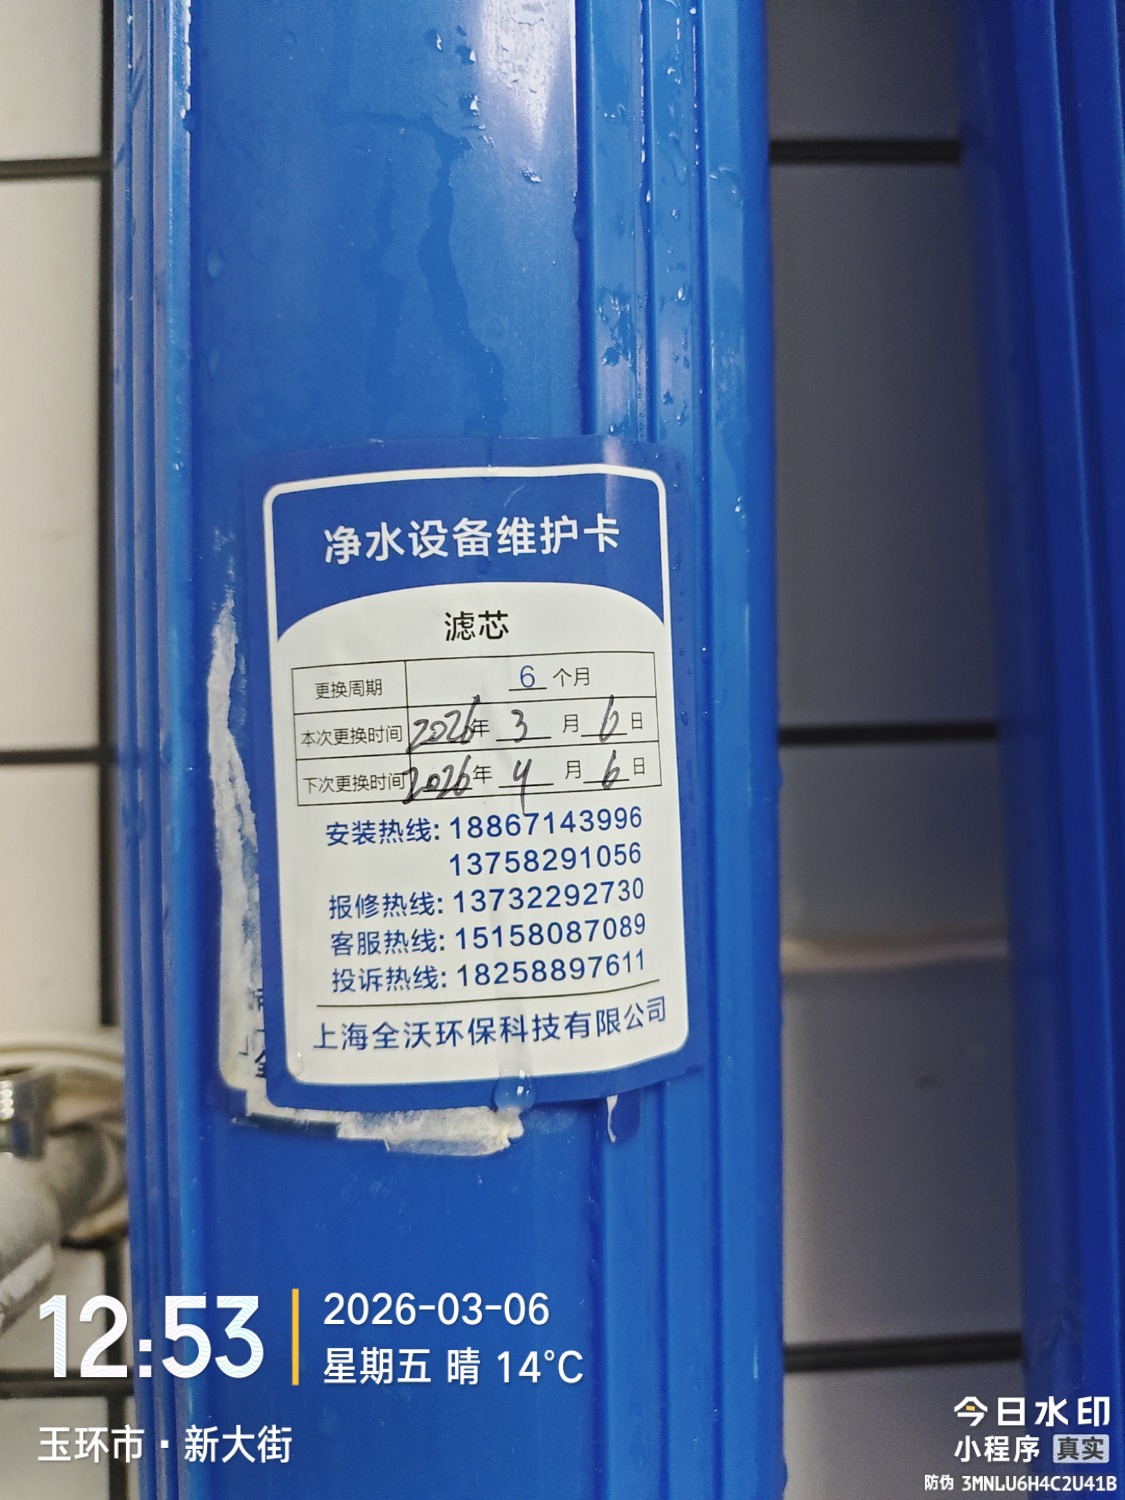 净水设备维护卡
滤芯
更换周期 6 个月
本次更换时间 2026年 3 月 6 日
下次更换时间 2026年 4 月 6 日
安装热线: 18867143996
13758291056
报修热线: 13732292730
客服热线: 15158087089
投诉热线: 18258897611
上海全沃环保科技有限公司
12:53
2026-03-06
星期五 晴 14°C
玉环市·新大街
今日水印
小程序 真实
防伪 3MNLU6H4C2U41B